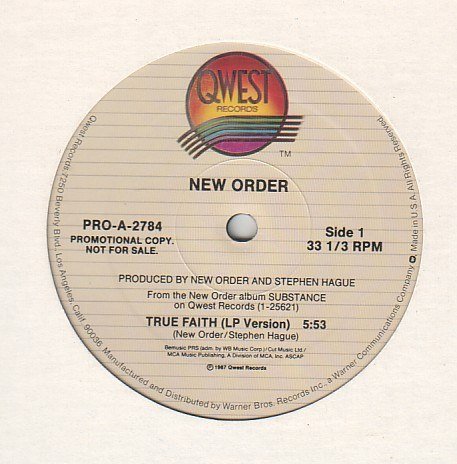 QWEST
RECORDS
TM
NEW ORDER
PRO-A-2784
PROMOTIONAL COPY.
NOT FOR SALE.
Side 1
33 1/3 RPM
PRODUCED BY NEW ORDER AND STEPHEN HAGUE
From the New Order album SUBSTANCE
on Qwest Records (1-25621)
TRUE FAITH (LP Version) 5:53
(New Order/Stephen Hague)
Bemusic PRS (adm. by WB Music Corp.)/Cut Music Ltd./
MCA Music Publishing, A Division of MCA, Inc. ASCAP
℗ 1987 Qwest Records
Qwest Records 7250 Beverly Blvd., Los Angeles, Calif. 90036. Manufactured and Distributed by Warner Bros. Records Inc., a Warner Communications Company. Made in U.S.A. All Rights Reserved.